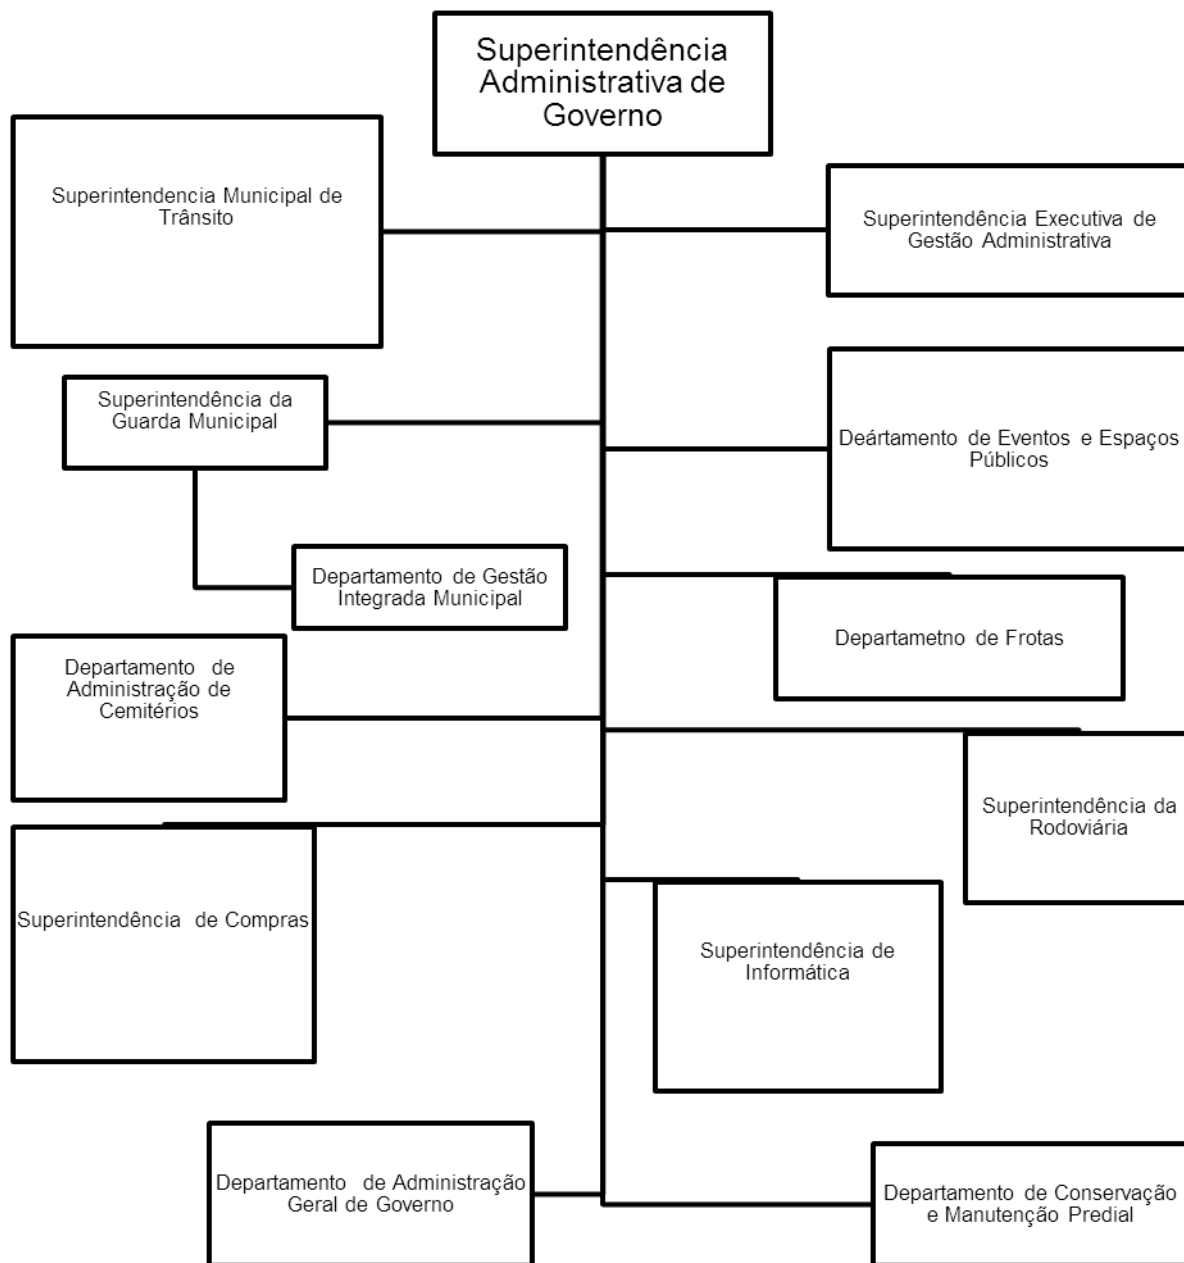 Superintendência
Administrativa de
Governo
Superintendencia Municipal de
Trânsito
Superintendência Executiva de
Gestão Administrativa
Superintendência da
Guarda Municipal
Deártamento de Eventos e Espaços
Públicos
Departamento de Gestão
Integrada Municipal
Departametno de Frotas
Departamento de
Administração de
Cemitérios
Superintendência da
Rodoviária
Superintendência de Compras
Superintendência de
Informática
Departamento de Administração
Geral de Governo
Departamento de Conservação
e Manutenção Predial